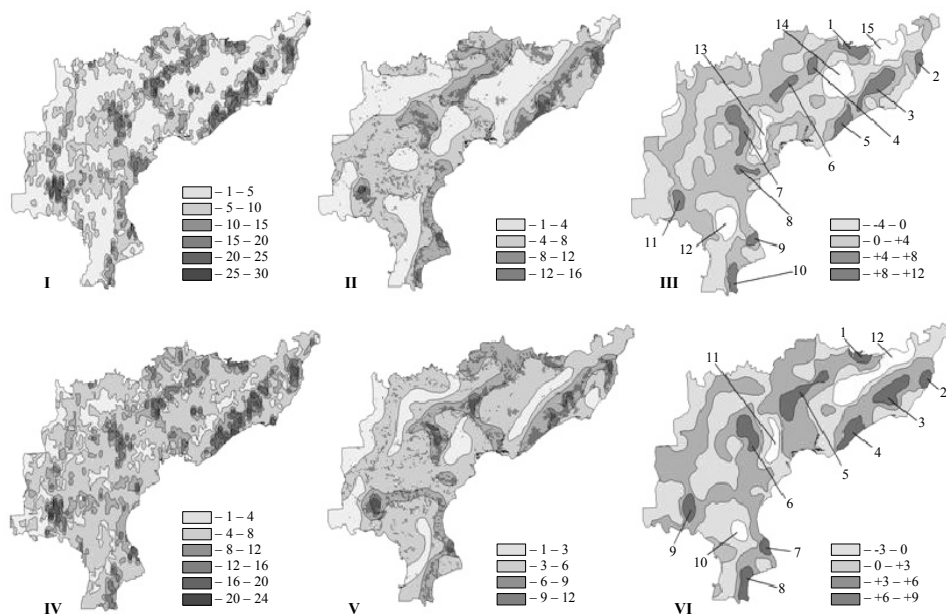 – 1 – 5
– 5 – 10
– 10 – 15
– 15 – 20
– 20 – 25
– 25 – 30
I
– 1 – 4
– 4 – 8
– 8 – 12
– 12 – 16
II
1
2
3
4
5
6
7
8
9
10
11
12
13
14
15
– -4 – 0
– 0 – +4
– +4 – +8
– +8 – +12
III
– 1 – 4
– 4 – 8
– 8 – 12
– 12 – 16
– 16 – 20
– 20 – 24
IV
– 1 – 3
– 3 – 6
– 6 – 9
– 9 – 12
V
1
2
3
4
5
6
7
8
9
10
11
12
– -3 – 0
– 0 – +3
– +3 – +6
– +6 – +9
VI